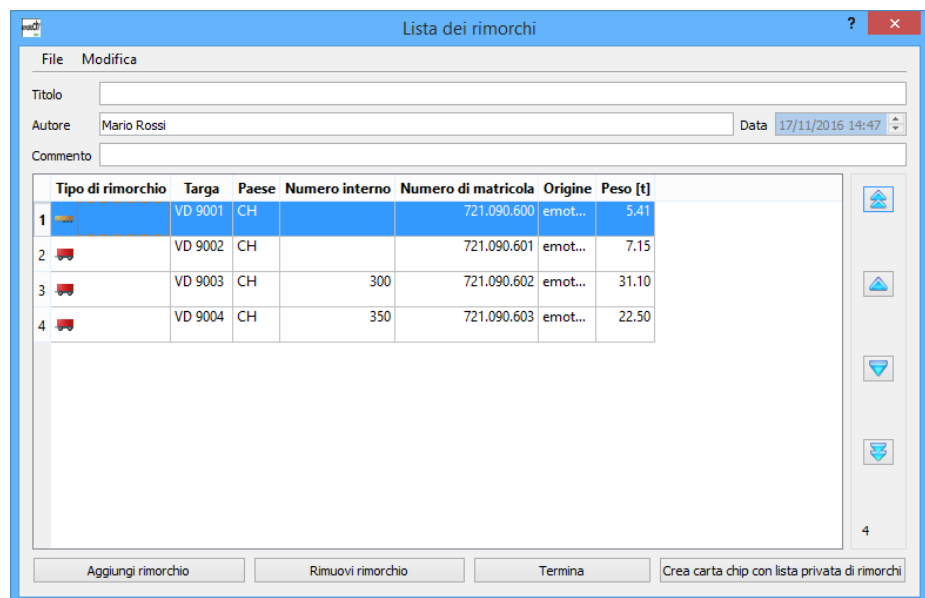 Lista dei rimorchi ?
File Modifica
Titolo
Autore Mario Rossi Data 17/11/2016 14:47
Commento
Tipo di rimorchio Targa Paese Numero interno Numero di matricola Origine Peso [t]
1 VD 9001 CH 721.090.600 emot... 5.41
2 VD 9002 CH 721.090.601 emot... 7.15
3 VD 9003 CH 300 721.090.602 emot... 31.10
4 VD 9004 CH 350 721.090.603 emot... 22.50
4
Aggiungi rimorchio Rimuovi rimorchio Termina Crea carta chip con lista privata di rimorchi